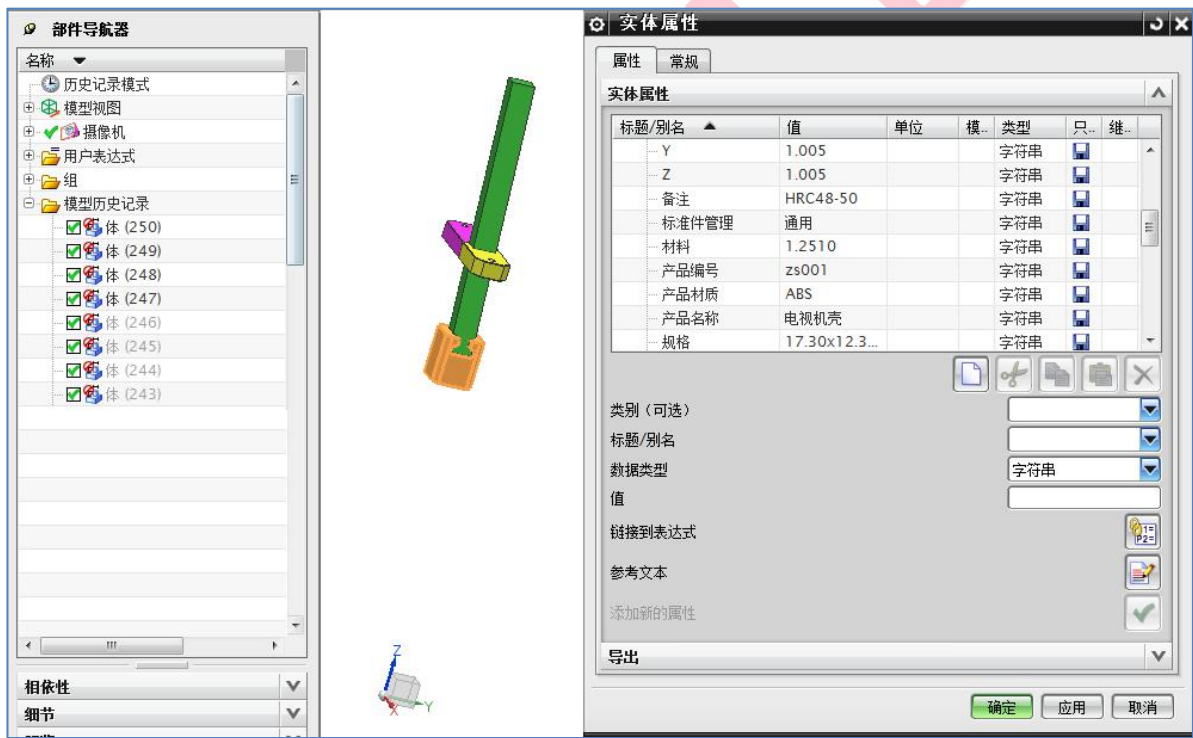 部件导航器
名称
历史记录模式
模型视图
摄像机
用户表达式
组
模型历史记录
体 (250)
体 (249)
体 (248)
体 (247)
体 (246)
体 (245)
体 (244)
体 (243)
相依性
细节
Z
Y
X
实体属性
属性 常规
实体属性
标题/别名 值 单位 模.. 类型 只.. 继..
Y 1.005 字符串
Z 1.005 字符串
备注 HRC48-50 字符串
标准件管理 通用 字符串
材料 1.2510 字符串
产品编号 zs001 字符串
产品材质 ABS 字符串
产品名称 电视机壳 字符串
规格 17.30x12.3... 字符串
类别（可选）
标题/别名
数据类型 字符串
值
链接到表达式
1=
P2=
参考文本
添加新的属性
导出
确定 应用 取消